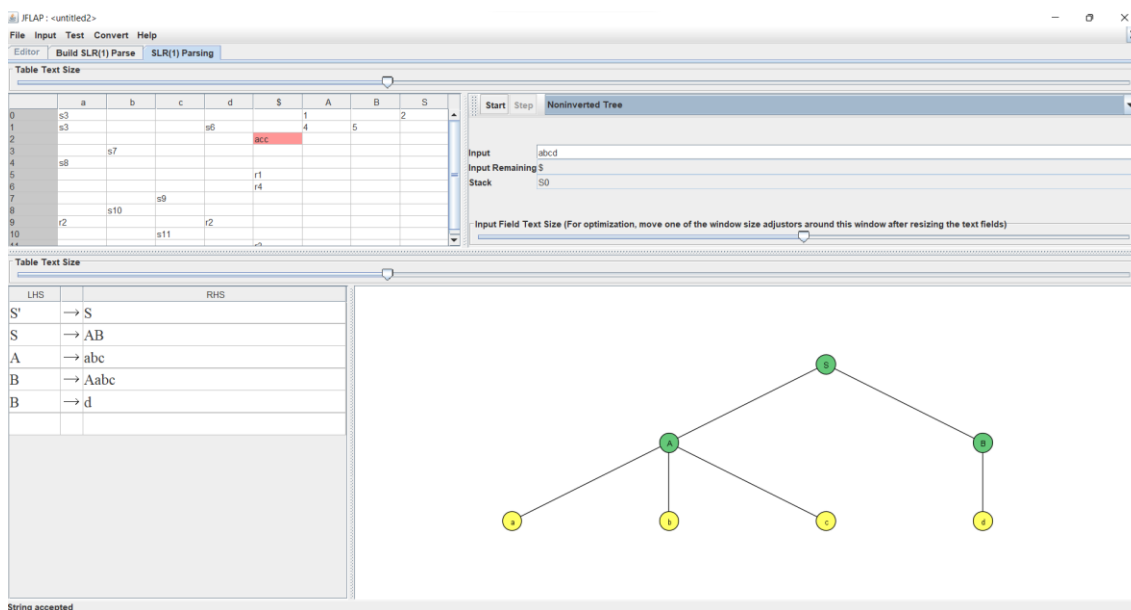 JFLAP : <untitled2>
File Input Test Convert Help
Editor Build SLR(1) Parse SLR(1) Parsing
Table Text Size
a b c d $ A B S
0 s3 1 2
1 s3 s6 4 5
2 acc
3 s7
4 s8
5 r1
6 r4
7 s9
8 s10
9 r2 r2
10 s11
Start Step Noninverted Tree
Input abcd
Input Remaining $
Stack S0
Input Field Text Size (For optimization, move one of the window size adjustors around this window after resizing the text fields)
Table Text Size
LHS RHS
S' → S
S → AB
A → abc
B → Aabc
B → d
S
A B
a b c d
String accepted